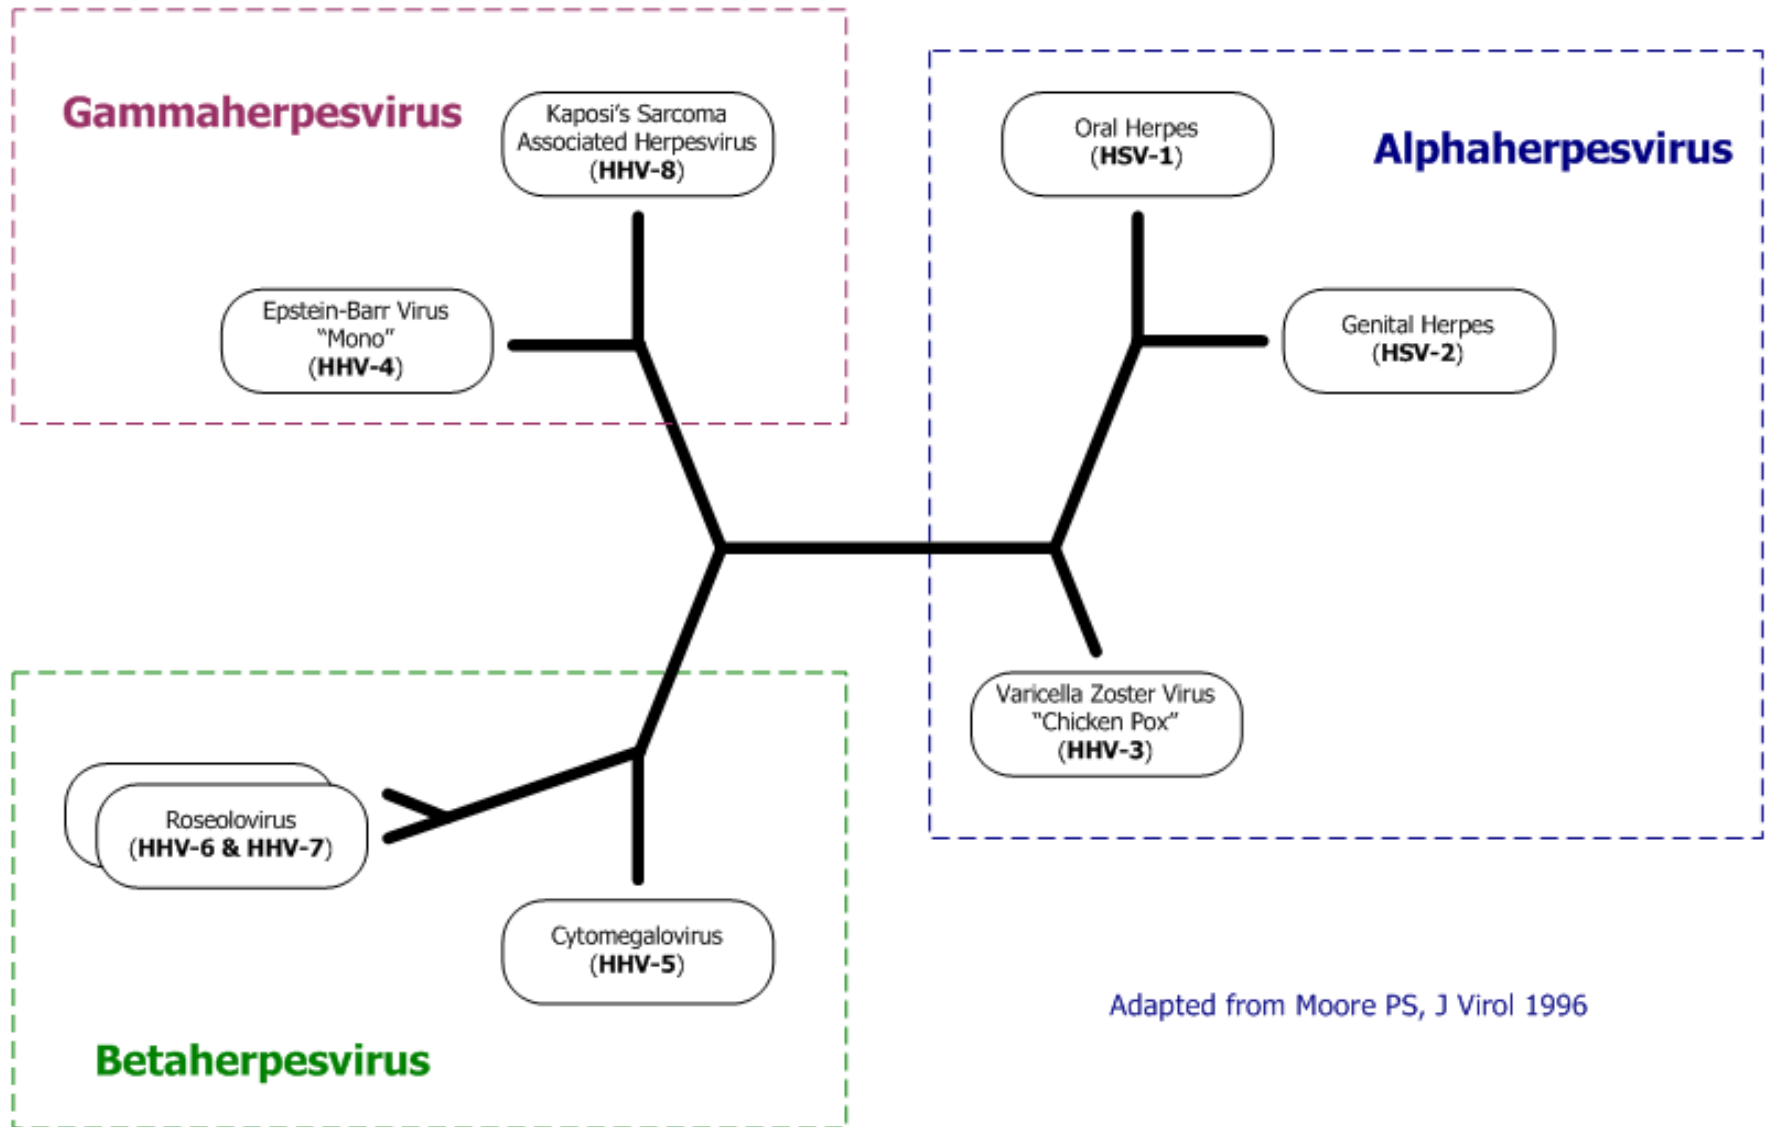 Gammaherpesvirus
Kaposi's Sarcoma
Associated Herpesvirus
(HHV-8)
Epstein-Barr Virus
“Mono”
(HHV-4)
Oral Herpes
(HSV-1)
Alphaherpesvirus
Genital Herpes
(HSV-2)
Varicella Zoster Virus
“Chicken Pox”
(HHV-3)
Roseolovirus
(HHV-6 & HHV-7)
Cytomegalovirus
(HHV-5)
Betaherpesvirus
Adapted from Moore PS, J Virol 1996